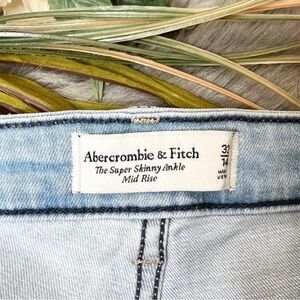 Abercrombie & Fitch
The Super Skinny Ankle
Mid Rise
32
14